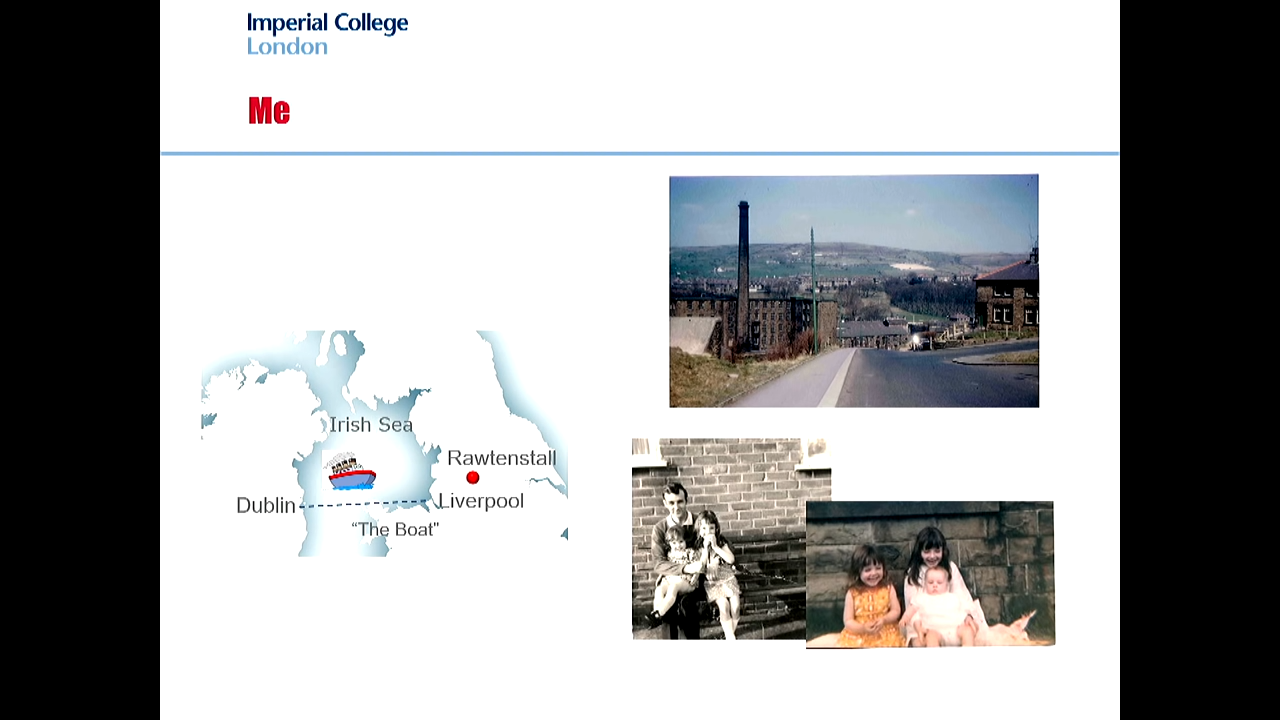 Imperial College
London
Me
Irish Sea
Rawtenstall
Dublin
Liverpool
“The Boat"